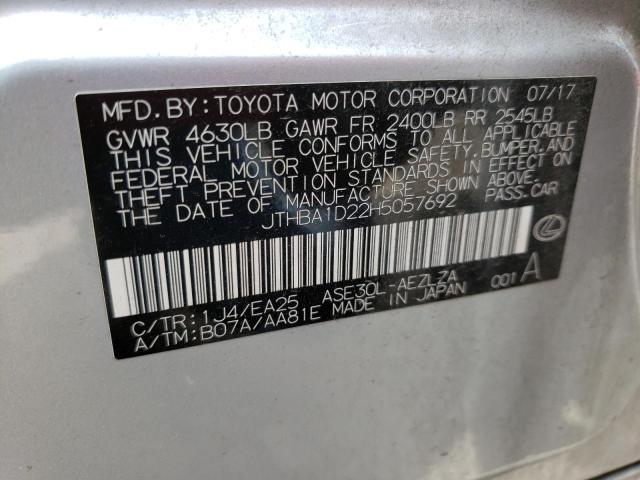 MFD. BY: TOYOTA MOTOR CORPORATION 07/17
GVWR 4630LB GAWR FR 2400LB RR 2545LB
THIS VEHICLE CONFORMS TO ALL APPLICABLE
FEDERAL MOTOR VEHICLE SAFETY, BUMPER, AND
THEFT PREVENTION STANDARDS IN EFFECT ON
THE DATE OF MANUFACTURE SHOWN ABOVE.
JTHBA1D22H5057692 PASS. CAR
C/TR: 1J4/EA25 ASE30L-AEZLZA
A/TM: B07A/AA81E MADE IN JAPAN 001 A